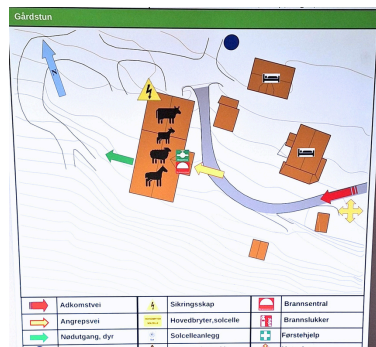 Gårdstun
N
Adkomstvei
Sikringsskap
Brannsentral
Angrepsvei
Hovedbryter,solcelle
Brannslukker
Nødutgang, dyr
Solcelleanlegg
Førstehjelp